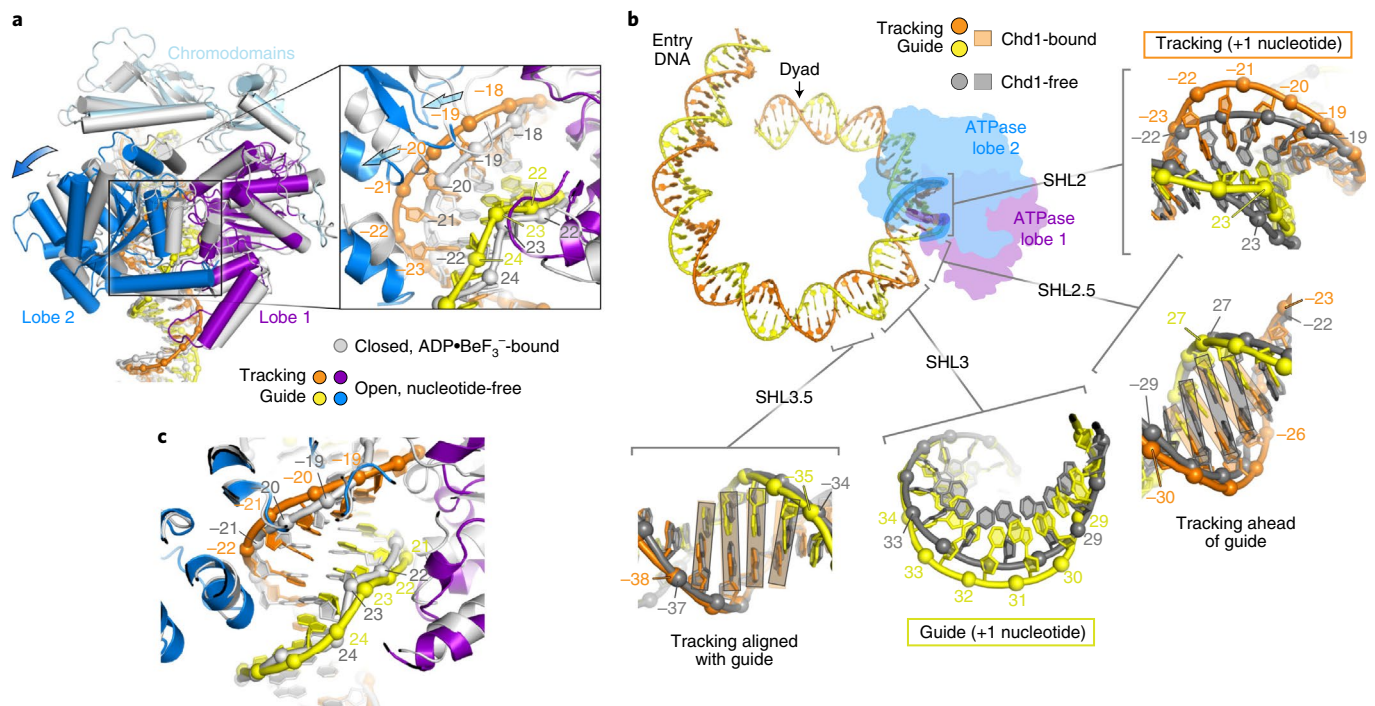 a
Chromodomains
Lobe 2
Lobe 1
–18
–19
–20
–21
–22
–23
–18
–19
–20
21
–22
22
23
24
22
23
24
Closed, ADP•BeF3–-bound
Tracking
Guide
Open, nucleotide-free
b
Entry
DNA
Dyad
Tracking
Guide
Chd1-bound
Chd1-free
ATPase
lobe 2
ATPase
lobe 1
SHL2
SHL2.5
SHL3
SHL3.5
Tracking (+1 nucleotide)
–21
–22
–20
–23
–19
–22
–19
23
23
27
27
–23
–22
–29
–26
–30
Tracking ahead
of guide
34
33
33
32
31
30
29
29
Guide (+1 nucleotide)
–35
–34
–38
–37
Tracking aligned
with guide
c
–19
–19
–20
–20
–21
–21
–22
21
22
22
23
23
24
24